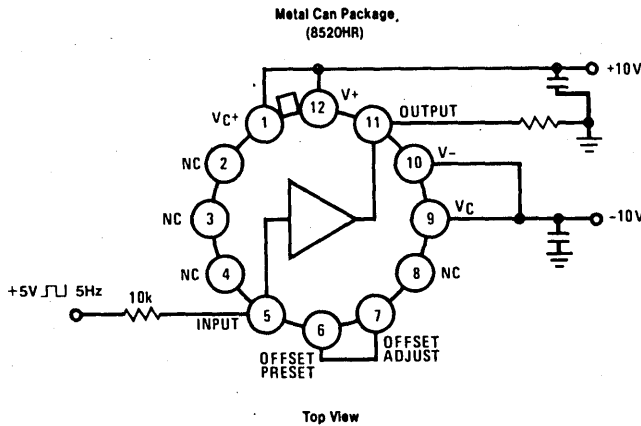 Metal Can Package,
(8520HR)
+10V
V+
12
VC+
1
11
OUTPUT
NC
2
10
V-
NC
3
9
VC
-10V
NC
4
8
NC
+5V 5Hz
10k
INPUT
5
6
7
OFFSET
PRESET
OFFSET
ADJUST
Top View